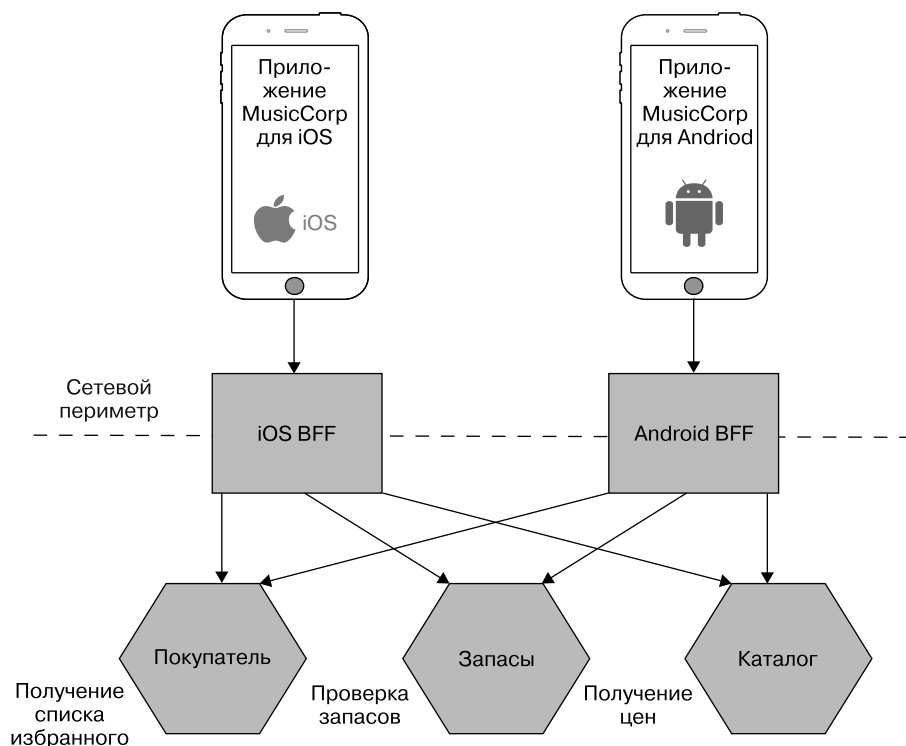 Прило-
жение
MusicCorp
для iOS
iOS
Прило-
жение
MusicCorp
для Andriod
Сетевой
периметр
iOS BFF
Android BFF
Покупатель
Запасы
Каталог
Получение
списка
избранного
Проверка
запасов
Получение
цен